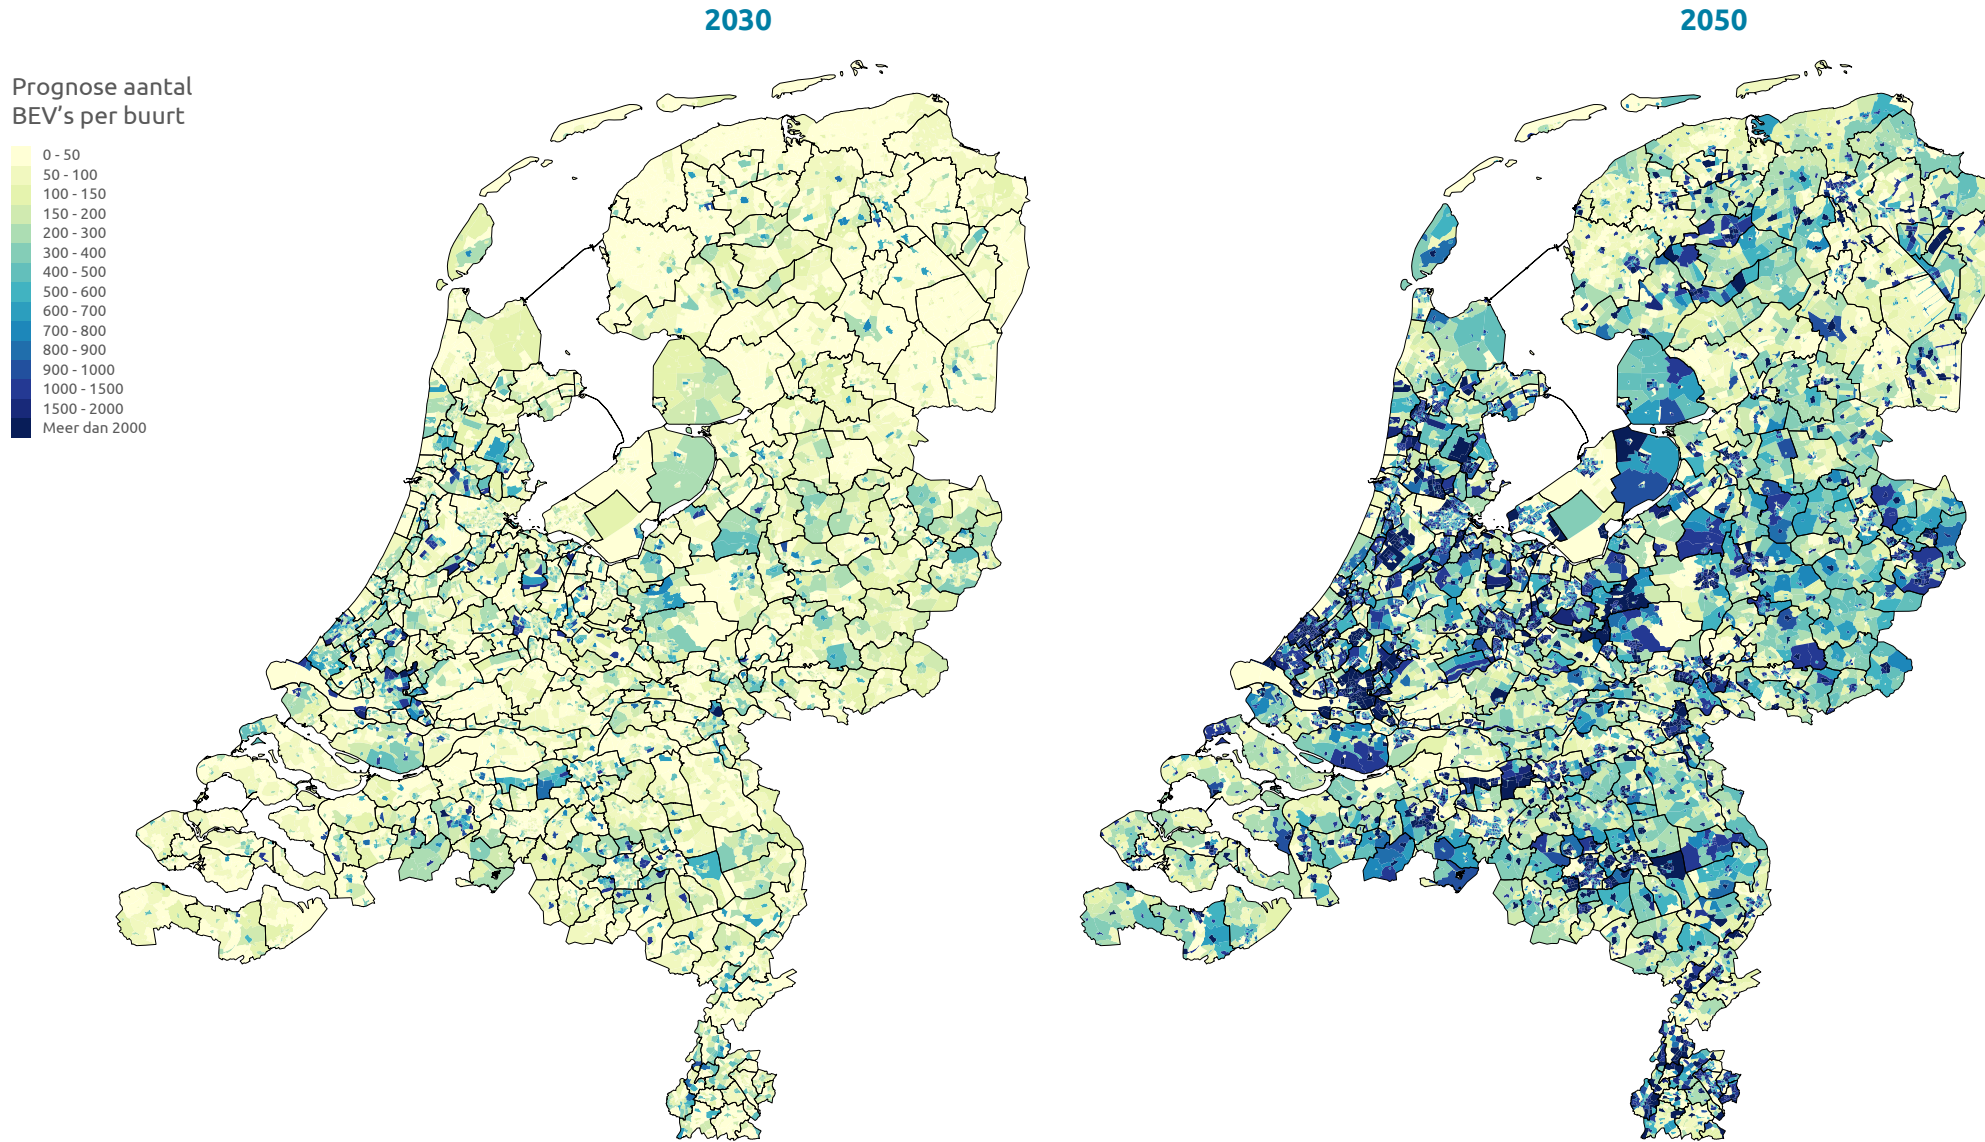 2030
2050
Prognose aantal
BEV’s per buurt
0 - 50
50 - 100
100 - 150
150 - 200
200 - 300
300 - 400
400 - 500
500 - 600
600 - 700
700 - 800
800 - 900
900 - 1000
1000 - 1500
1500 - 2000
Meer dan 2000